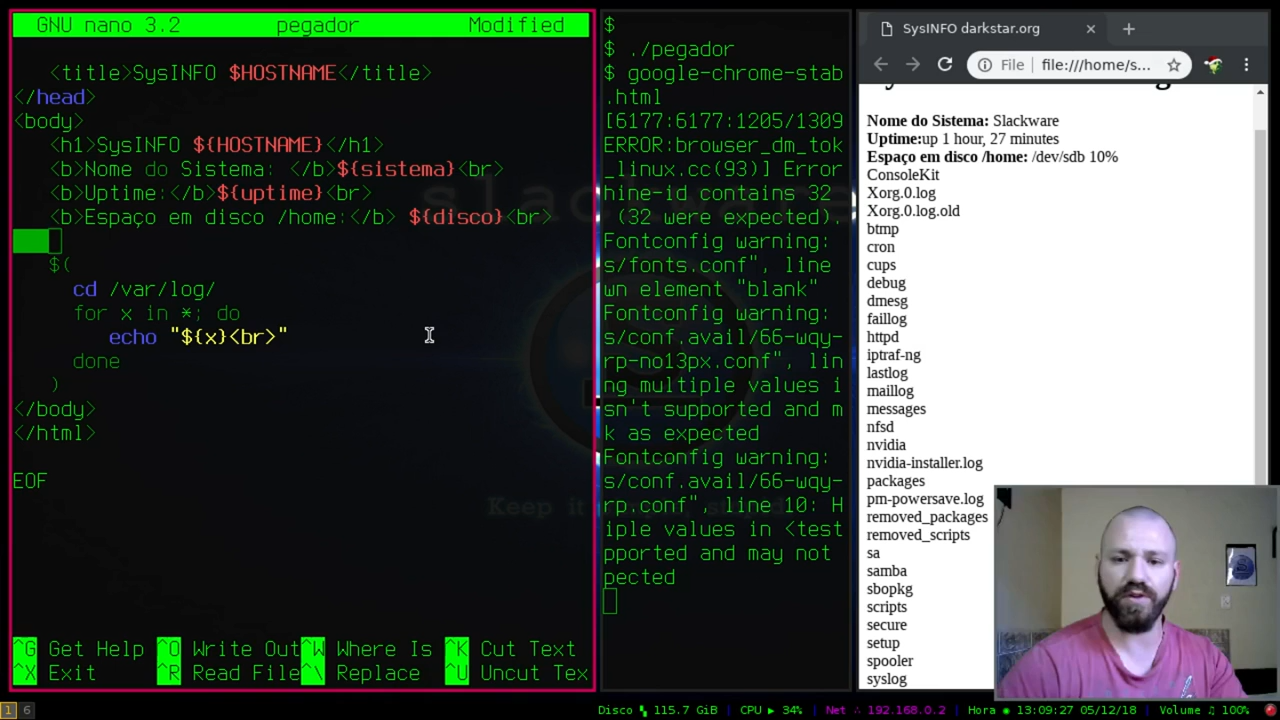 GNU nano 3.2 pegador Modified
<title>SysINFO $HOSTNAME</title>
</head>
<body>
<h1>SysINFO ${HOSTNAME}</h1>
<b>Nome do Sistema: </b>${sistema}<br>
<b>Uptime:</b>${uptime}<br>
<b>Espaço em disco /home:</b> ${disco}<br>
$(
cd /var/log/
for x in *; do
echo "${x}<br>"
done
)
</body>
</html>
EOF
^G Get Help ^O Write Out ^W Where Is ^K Cut Text
^X Exit ^R Read File ^\ Replace ^U Uncut Tex
$
$ ./pegador
$ google-chrome-stab
.html
[6177:6177:1205/1309
ERROR:browser_dm_tok
_linux.cc(93)] Error
hine-id contains 32
(32 were expected).
Fontconfig warning:
s/fonts.conf", line
wn element "blank"
Fontconfig warning:
s/conf.avail/66-wqy-
rp-no13px.conf", lin
ng multiple values i
sn't supported and m
k as expected
Fontconfig warning:
s/conf.avail/66-wqy-
rp.conf", line 10: H
iple values in <test
pported and may not
pected
SysINFO darkstar.org
File file:///home/s...
Nome do Sistema: Slackware
Uptime:up 1 hour, 27 minutes
Espaço em disco /home: /dev/sdb 10%
ConsoleKit
Xorg.0.log
Xorg.0.log.old
btmp
cron
cups
debug
dmesg
faillog
httpd
iptraf-ng
lastlog
maillog
messages
nfsd
nvidia
nvidia-installer.log
packages
pm-powersave.log
removed_packages
removed_scripts
sa
samba
sbopkg
scripts
secure
setup
spooler
syslog
1 6
Disco 115.7 GiB | CPU ▶ 34% | Net 192.168.0.2 | Hora ◉ 13:09:27 05/12/18 | Volume ♫ 100%